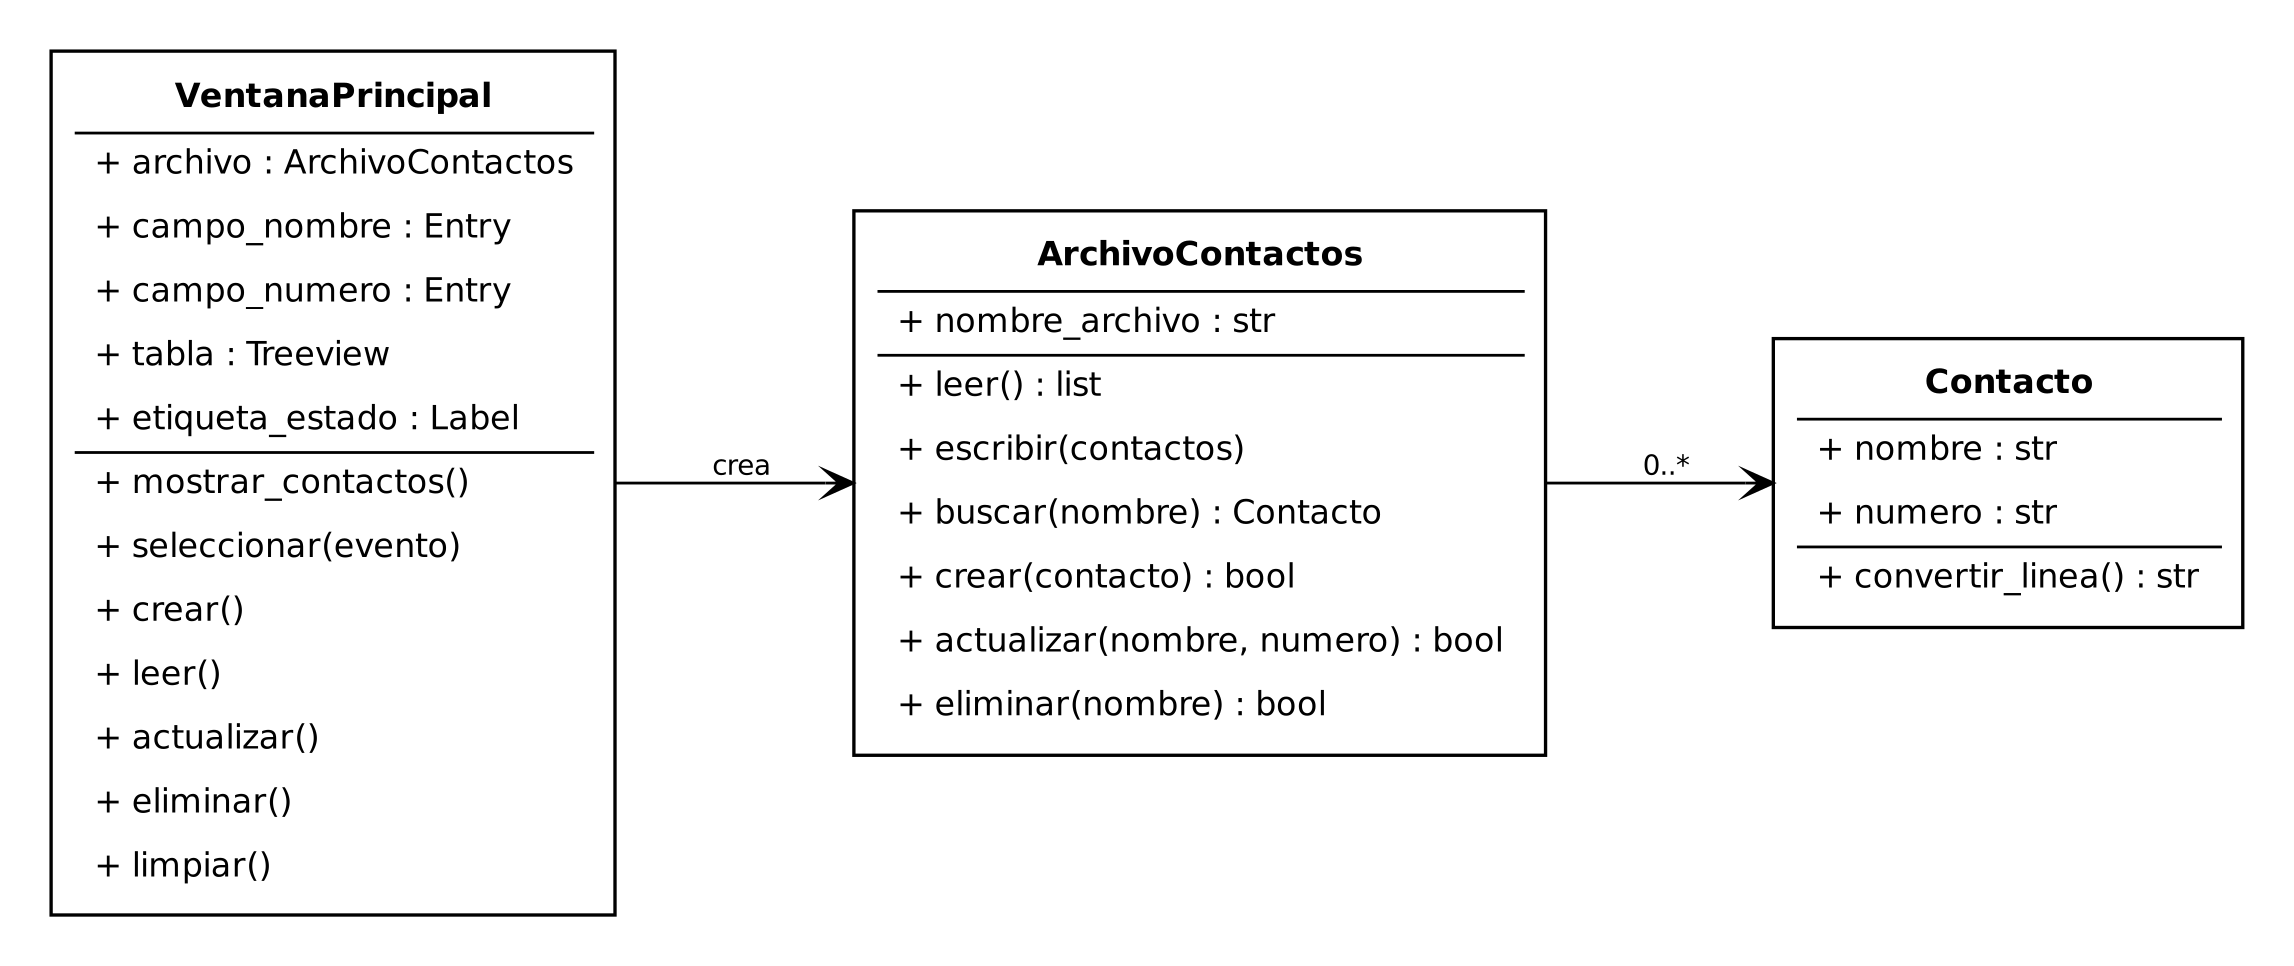 VentanaPrincipal
+ archivo : ArchivoContactos
+ campo_nombre : Entry
+ campo_numero : Entry
+ tabla : Treeview
+ etiqueta_estado : Label
+ mostrar_contactos()
+ seleccionar(evento)
+ crear()
+ leer()
+ actualizar()
+ eliminar()
+ limpiar()
crea
ArchivoContactos
+ nombre_archivo : str
+ leer() : list
+ escribir(contactos)
+ buscar(nombre) : Contacto
+ crear(contacto) : bool
+ actualizar(nombre, numero) : bool
+ eliminar(nombre) : bool
0..*
Contacto
+ nombre : str
+ numero : str
+ convertir_linea() : str